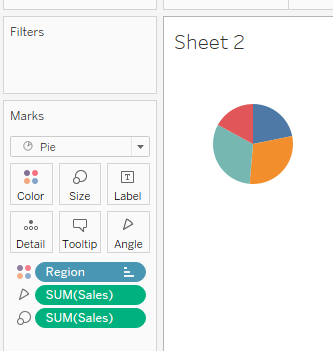 Filters
Sheet 2
Marks
Pie
Color Size Label
Detail Tooltip Angle
Region
SUM(Sales)
SUM(Sales)